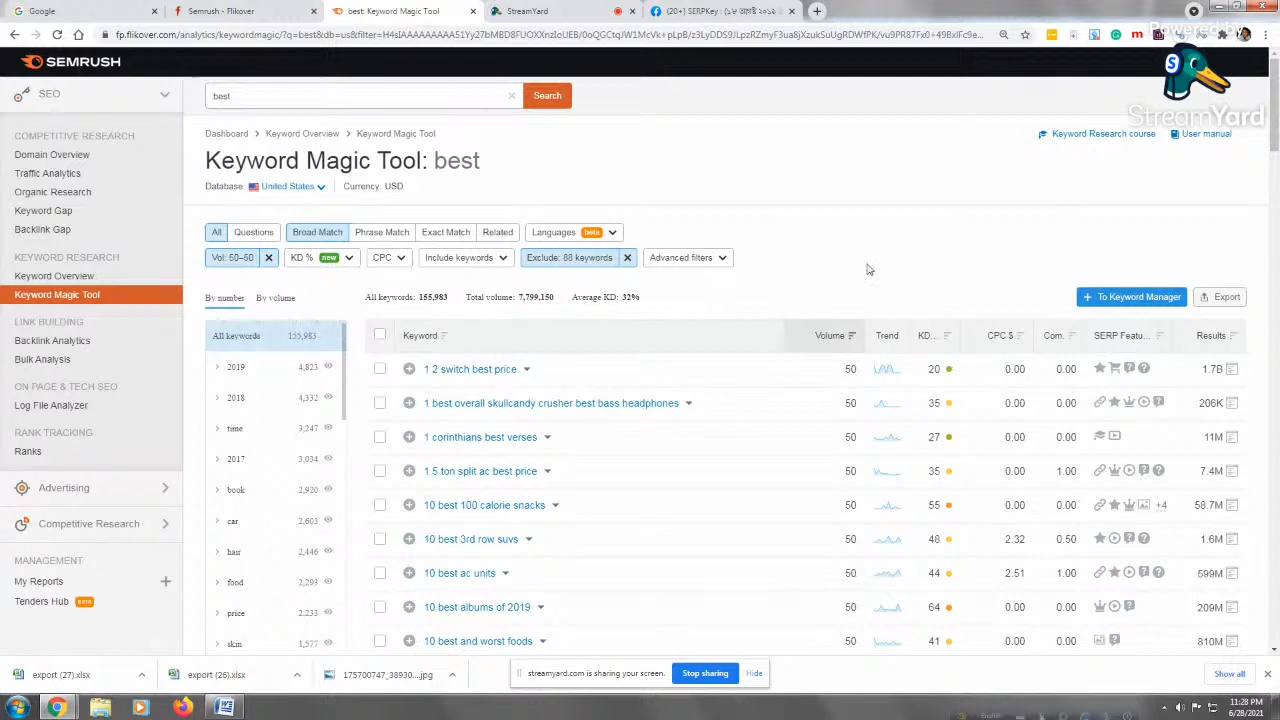 Google
Semrush - Flikover
best: Keyword Magic Tool
StreamYard
fp.flikover.com/analytics/keywordmagic/
Powered by
StreamYard
SEMRUSH
SEO
best
Search
Dashboard > Keyword Overview > Keyword Magic Tool
Keyword Research course
User manual
Keyword Magic Tool: best
Database: United States
Currency: USD
COMPETITIVE RESEARCH
Domain Overview
Traffic Analytics
Organic Research
Keyword Gap
Backlink Gap
KEYWORD RESEARCH
Keyword Overview
Keyword Magic Tool
LINK BUILDING
Backlink Analytics
Bulk Analysis
ON PAGE & TECH SEO
Log File Analyzer
RANK TRACKING
Ranks
Advertising
Competitive Research
MANAGEMENT
My Reports
Tenders Hub BETA
All Questions Broad Match Phrase Match Exact Match Related Languages beta
Vol: 50–50 KD % new CPC Include keywords Exclude: 88 keywords Advanced filters
By number By volume
All keywords: 155,983 Total volume: 7,799,150 Average KD: 32%
To Keyword Manager
Export
All keywords 155,983
2019 4,823
2018 4,332
time 3,247
2017 3,034
book 2,920
car 2,603
hair 2,446
food 2,293
price 2,233
skin 1,577
Keyword Volume Trend KD... CPC $ Com. SERP Featu... Results
1 2 switch best price 50 20 0.00 0.00 1.7B
1 best overall skullcandy crusher best bass headphones 50 35 0.00 0.00 206K
1 corinthians best verses 50 27 0.00 0.00 11M
1.5 ton split ac best price 50 35 0.00 1.00 7.4M
10 best 100 calorie snacks 50 55 0.00 0.00 +4 58.7M
10 best 3rd row suvs 50 48 2.32 0.50 1.6M
10 best ac units 50 44 2.51 1.00 599M
10 best albums of 2019 50 64 0.00 0.00 209M
10 best and worst foods 50 41 0.00 0.00 810M
export (27).xlsx
export (26).xlsx
175700747_38930....jpg
streamyard.com is sharing your screen.
Stop sharing
Hide
Show all
English
11:28 PM
6/28/2021